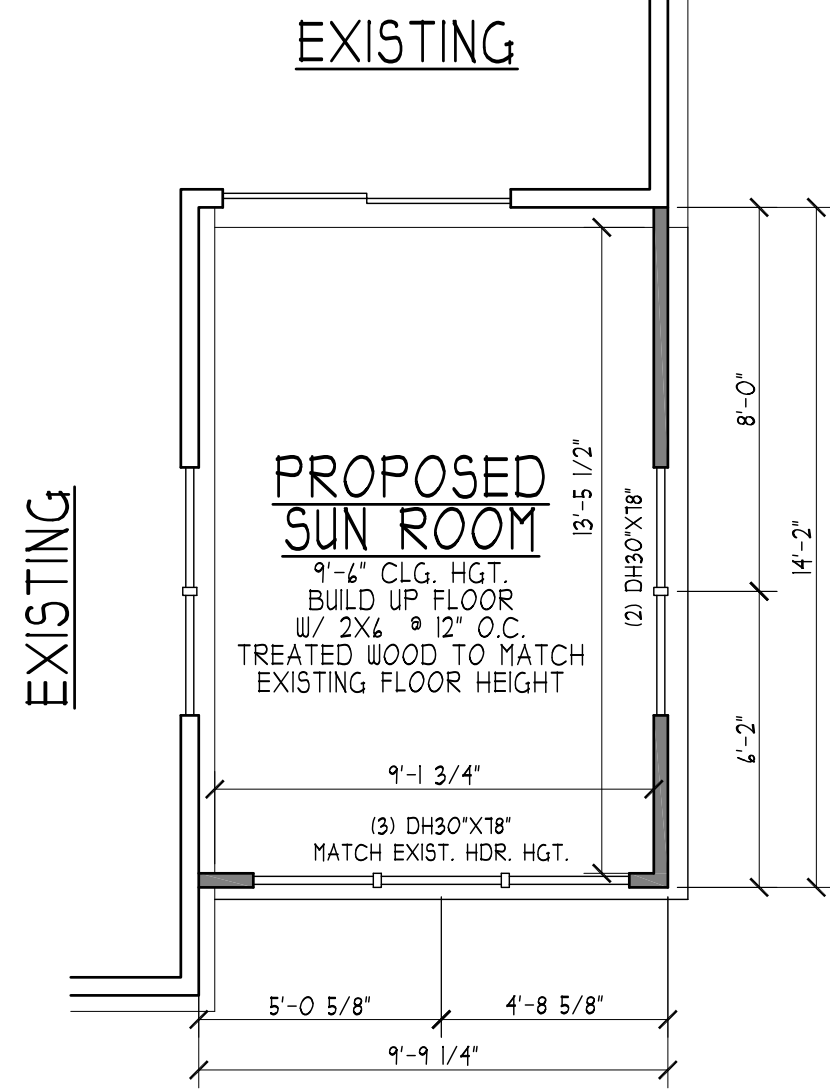 EXISTING
8'-0"
13'-5 1/2"
14'-2"
PROPOSED
SUN ROOM
9'-6" CLG. HGT.
BUILD UP FLOOR
W/ 2X6 @ 12" O.C.
TREATED WOOD TO MATCH
EXISTING FLOOR HEIGHT
(2) DH30"X78"
EXISTING
6'-2"
9'-1 3/4"
(3) DH30"X78"
MATCH EXIST. HDR. HGT.
5'-0 5/8"
4'-8 5/8"
9'-9 1/4"